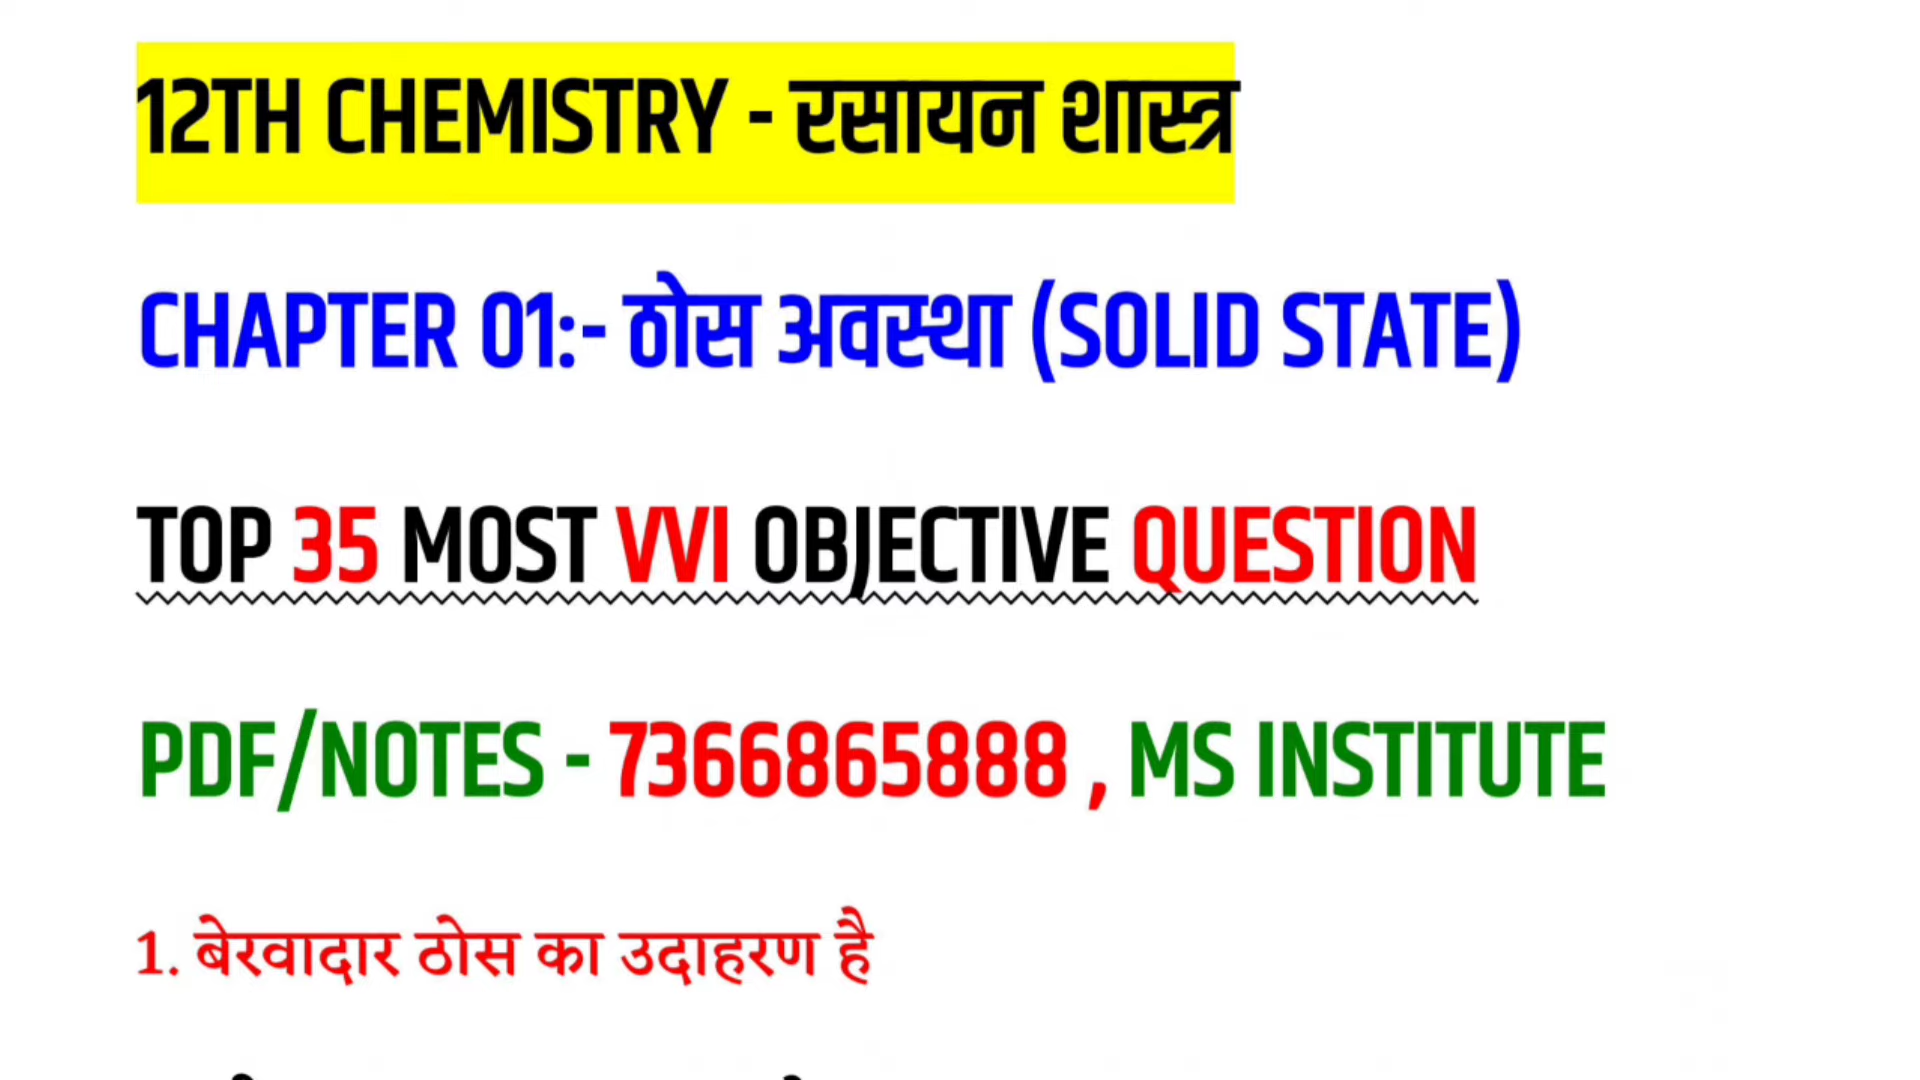 12TH CHEMISTRY - रसायन शास्त्र
CHAPTER 01:- ठोस अवस्था (SOLID STATE)
TOP 35 MOST VVI OBJECTIVE QUESTION
PDF/NOTES - 7366865888 , MS INSTITUTE
1. बेरवादार ठोस का उदाहरण है